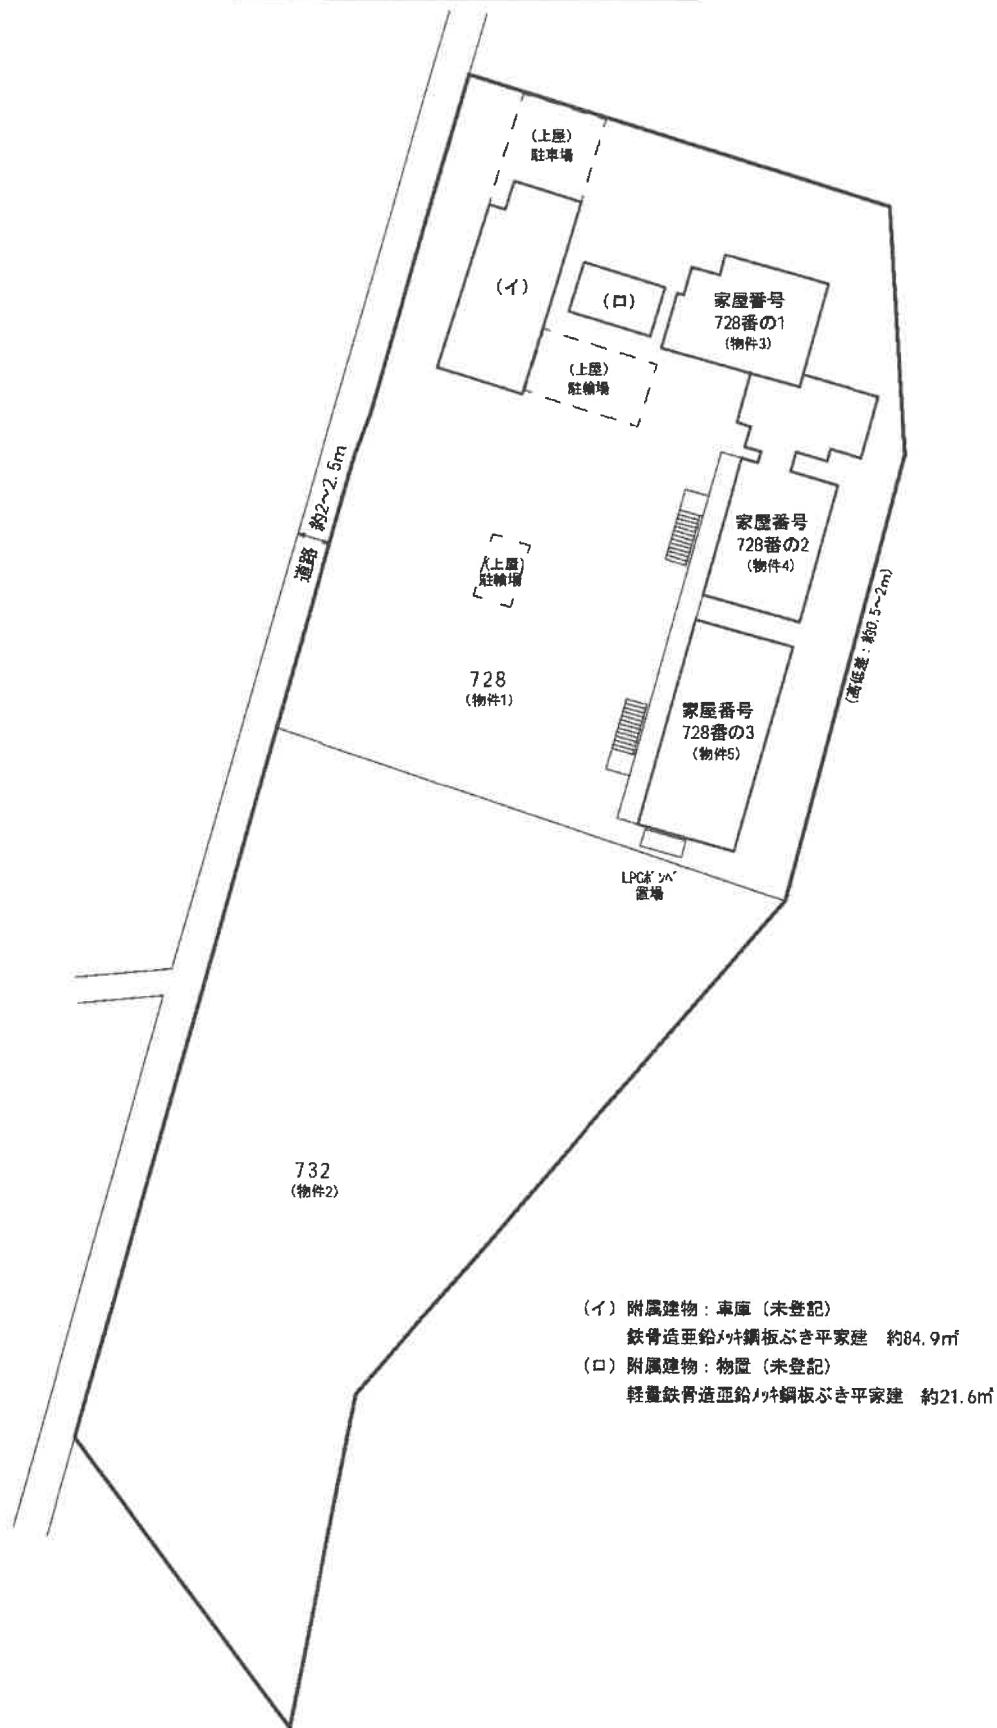 (上屋)
駐車場
(イ)
(ロ)
家屋番号
728番の1
(物件3)
(上屋)
駐輪場
道路
約2~2.5m
家屋番号
728番の2
(物件4)
(上屋)
駐輪場
(高低差:約0.5~2m)
728
(物件1)
家屋番号
728番の3
(物件5)
LPGボンベ
置場
732
(物件2)
(イ) 附属建物:車庫(未登記)
鉄骨造亜鉛メッキ鋼板ぶき平家建 約84.9㎡
(ロ) 附属建物:物置(未登記)
軽量鉄骨造亜鉛メッキ鋼板ぶき平家建 約21.6㎡